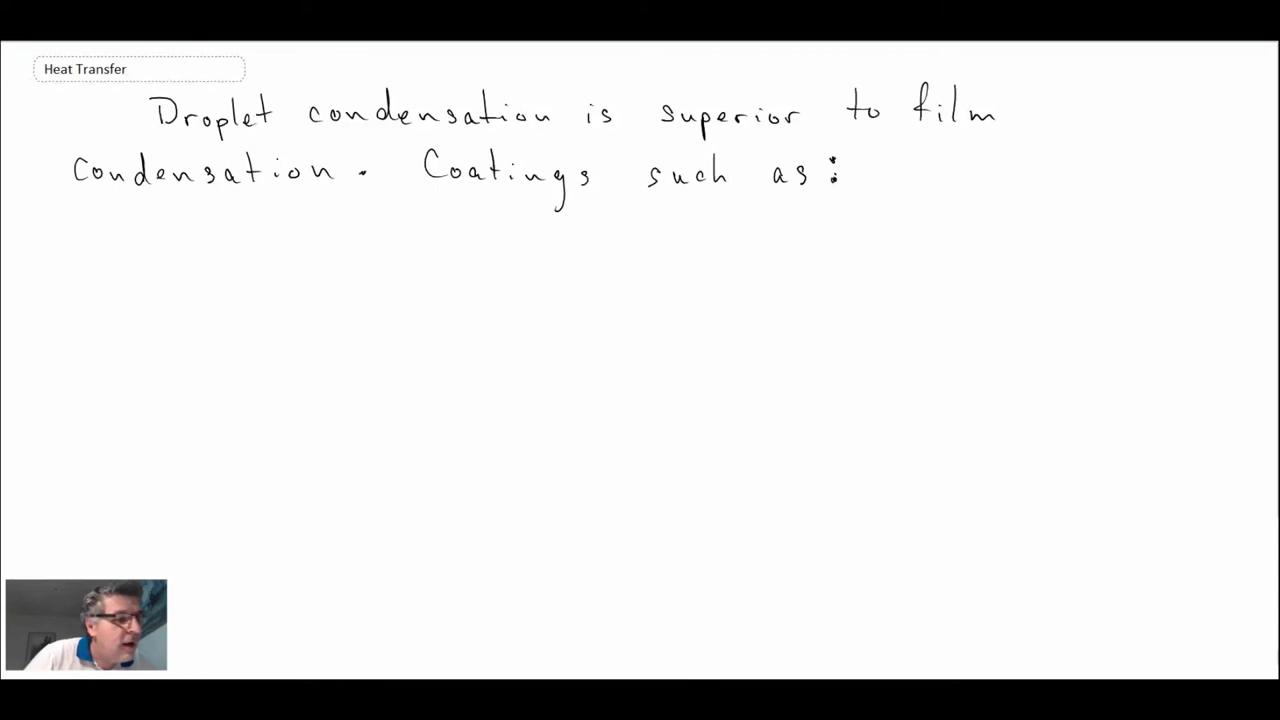 Heat Transfer
Droplet condensation is superior to film
condensation. Coatings such as: